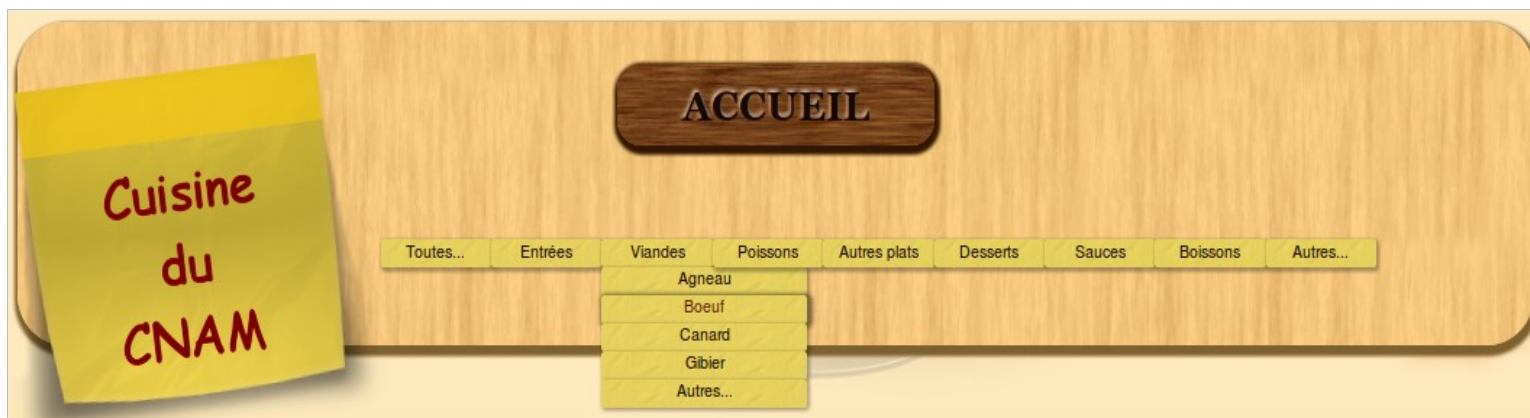 ACCUEIL
Cuisine
du
CNAM
Toutes... Entrées Viandes Poissons Autres plats Desserts Sauces Boissons Autres...
Agneau
Boeuf
Canard
Gibier
Autres...